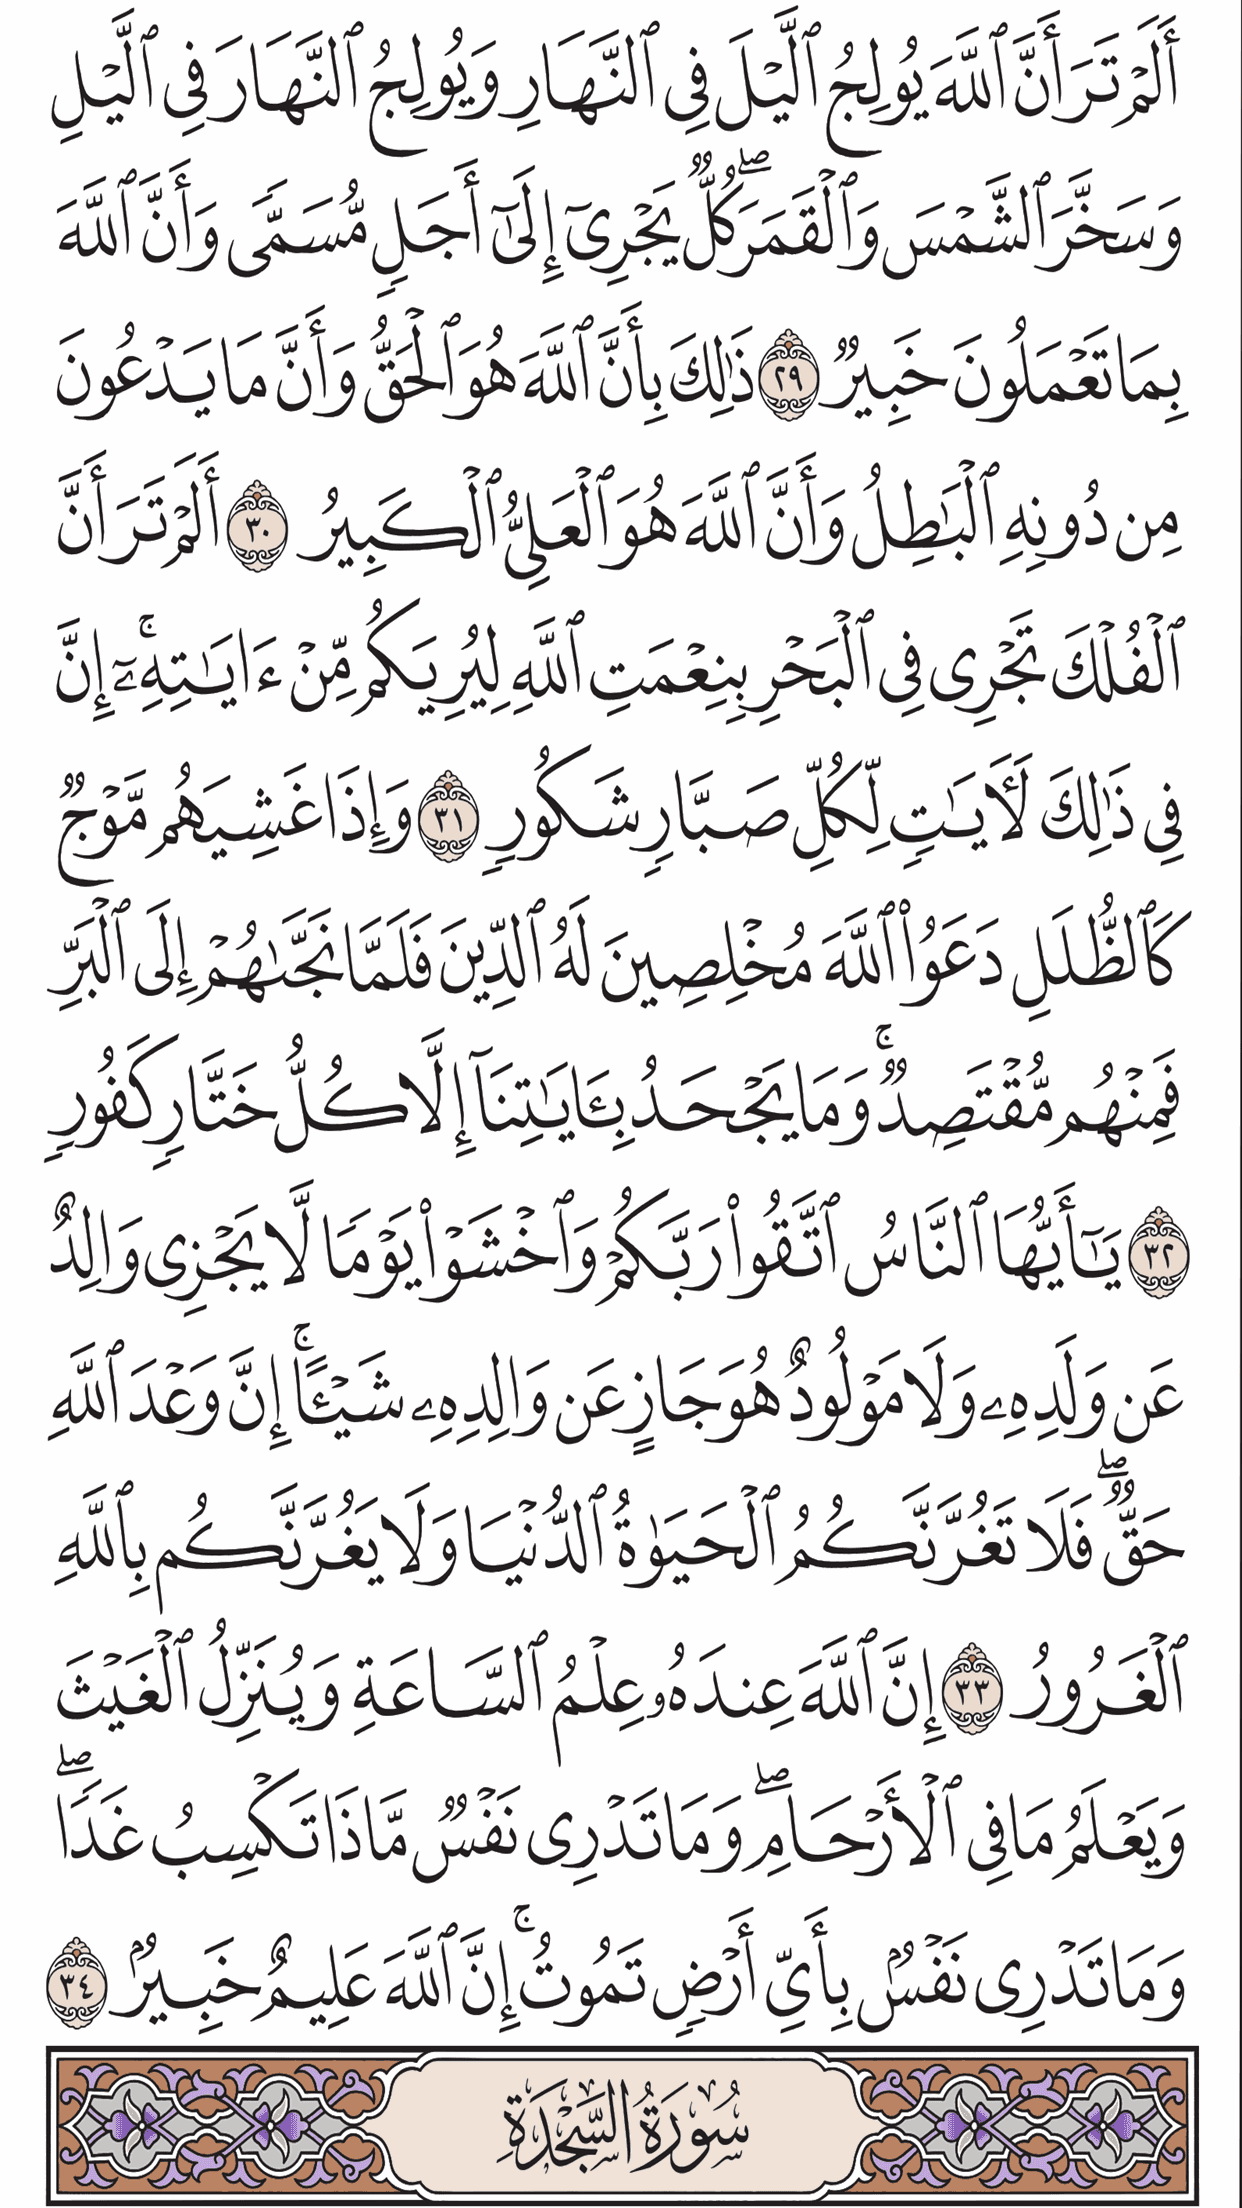 أَلَمۡ تَرَ أَنَّ ٱللَّهَ يُولِجُ ٱلَّيۡلَ فِي ٱلنَّهَارِ وَيُولِجُ ٱلنَّهَارَ فِي ٱلَّيۡلِ
وَسَخَّرَ ٱلشَّمۡسَ وَٱلۡقَمَرَۖ كُلّٞ يَجۡرِيٓ إِلَىٰٓ أَجَلٖ مُّسَمّٗى وَأَنَّ ٱللَّهَ
بِمَا تَعۡمَلُونَ خَبِيرٞ ٢٩ ذَٰلِكَ بِأَنَّ ٱللَّهَ هُوَ ٱلۡحَقُّ وَأَنَّ مَا يَدۡعُونَ
مِن دُونِهِ ٱلۡبَٰطِلُ وَأَنَّ ٱللَّهَ هُوَ ٱلۡعَلِيُّ ٱلۡكَبِيرُ ٣٠ أَلَمۡ تَرَ أَنَّ
ٱلۡفُلۡكَ تَجۡرِي فِي ٱلۡبَحۡرِ بِنِعۡمَتِ ٱللَّهِ لِيُرِيَكُم مِّنۡ ءَايَٰتِهِۦٓۚ إِنَّ
فِي ذَٰلِكَ لَأٓيَٰتٖ لِّكُلِّ صَبَّارٖ شَكُورٖ ٣١ وَإِذَا غَشِيَهُم مَّوۡجٞ
كَٱلظُّلَلِ دَعَوُاْ ٱللَّهَ مُخۡلِصِينَ لَهُ ٱلدِّينَ فَلَمَّا نَجَّىٰهُمۡ إِلَى ٱلۡبَرِّ
فَمِنۡهُم مُّقۡتَصِدٞۚ وَمَا يَجۡحَدُ بِـَٔايَٰتِنَآ إِلَّا كُلُّ خَتَّارٖ كَفُورٖ
٣٢ يَٰٓأَيُّهَا ٱلنَّاسُ ٱتَّقُواْ رَبَّكُمۡ وَٱخۡشَوۡاْ يَوۡمٗا لَّا يَجۡزِي وَالِدٌ
عَن وَلَدِهِۦ وَلَا مَوۡلُودٌ هُوَ جَازٍ عَن وَالِدِهِۦ شَيۡـًٔاۚ إِنَّ وَعۡدَ ٱللَّهِ
حَقّٞۖ فَلَا تَغُرَّنَّكُمُ ٱلۡحَيَوٰةُ ٱلدُّنۡيَا وَلَا يَغُرَّنَّكُم بِٱللَّهِ
ٱلۡغَرُورُ ٣٣ إِنَّ ٱللَّهَ عِندَهُۥ عِلۡمُ ٱلسَّاعَةِ وَيُنَزِّلُ ٱلۡغَيۡثَ
وَيَعۡلَمُ مَا فِي ٱلۡأَرۡحَامِۖ وَمَا تَدۡرِي نَفۡسٞ مَّاذَا تَكۡسِبُ غَدٗاۖ
وَمَا تَدۡرِي نَفۡسُۢ بِأَيِّ أَرۡضٖ تَمُوتُۚ إِنَّ ٱللَّهَ عَلِيمٌ خَبِيرُۢ ٣٤
سُورَةُ السَّجۡدَةِ